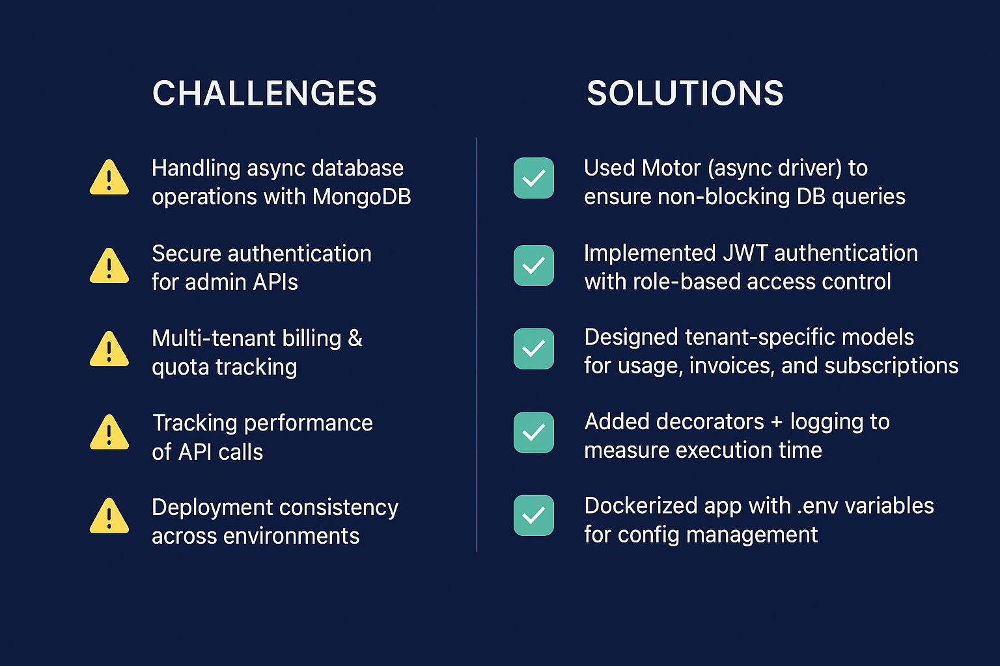 CHALLENGES
Handling async database
operations with MongoDB
Secure authentication
for admin APIs
Multi-tenant billing &
quota tracking
Tracking performance
of API calls
Deployment consistency
across environments
SOLUTIONS
Used Motor (async driver) to
ensure non-blocking DB queries
Implemented JWT authentication
with role-based access control
Designed tenant-specific models
for usage, invoices, and subscriptions
Added decorators + logging to
measure execution time
Dockerized app with .env variables
for config management